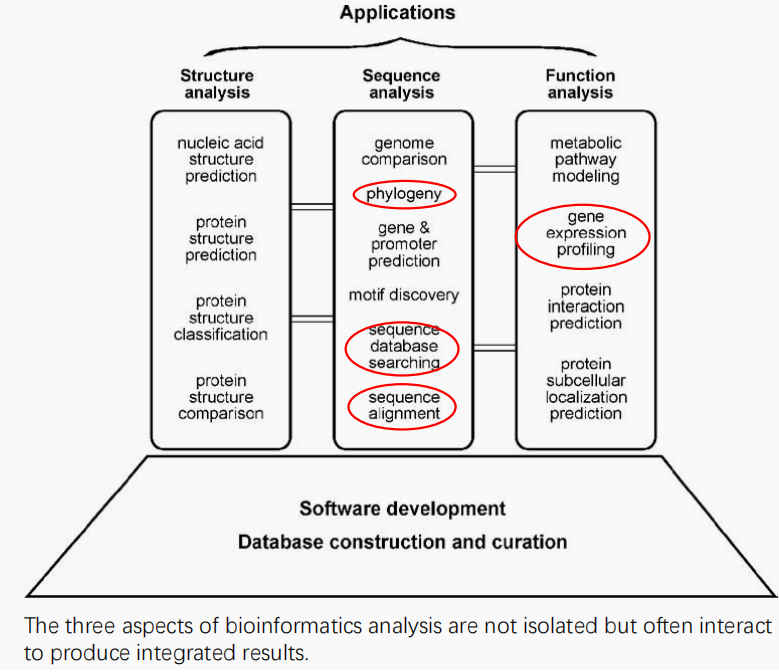 Applications
Structure
analysis
nucleic acid
structure
prediction
protein
structure
prediction
protein
structure
classification
protein
structure
comparison
Sequence
analysis
genome
comparison
phylogeny
gene &
promoter
prediction
motif discovery
sequence
database
searching
sequence
alignment
Function
analysis
metabolic
pathway
modeling
gene
expression
profiling
protein
interaction
prediction
protein
subcellular
localization
prediction
Software development
Database construction and curation
The three aspects of bioinformatics analysis are not isolated but often interact
to produce integrated results.